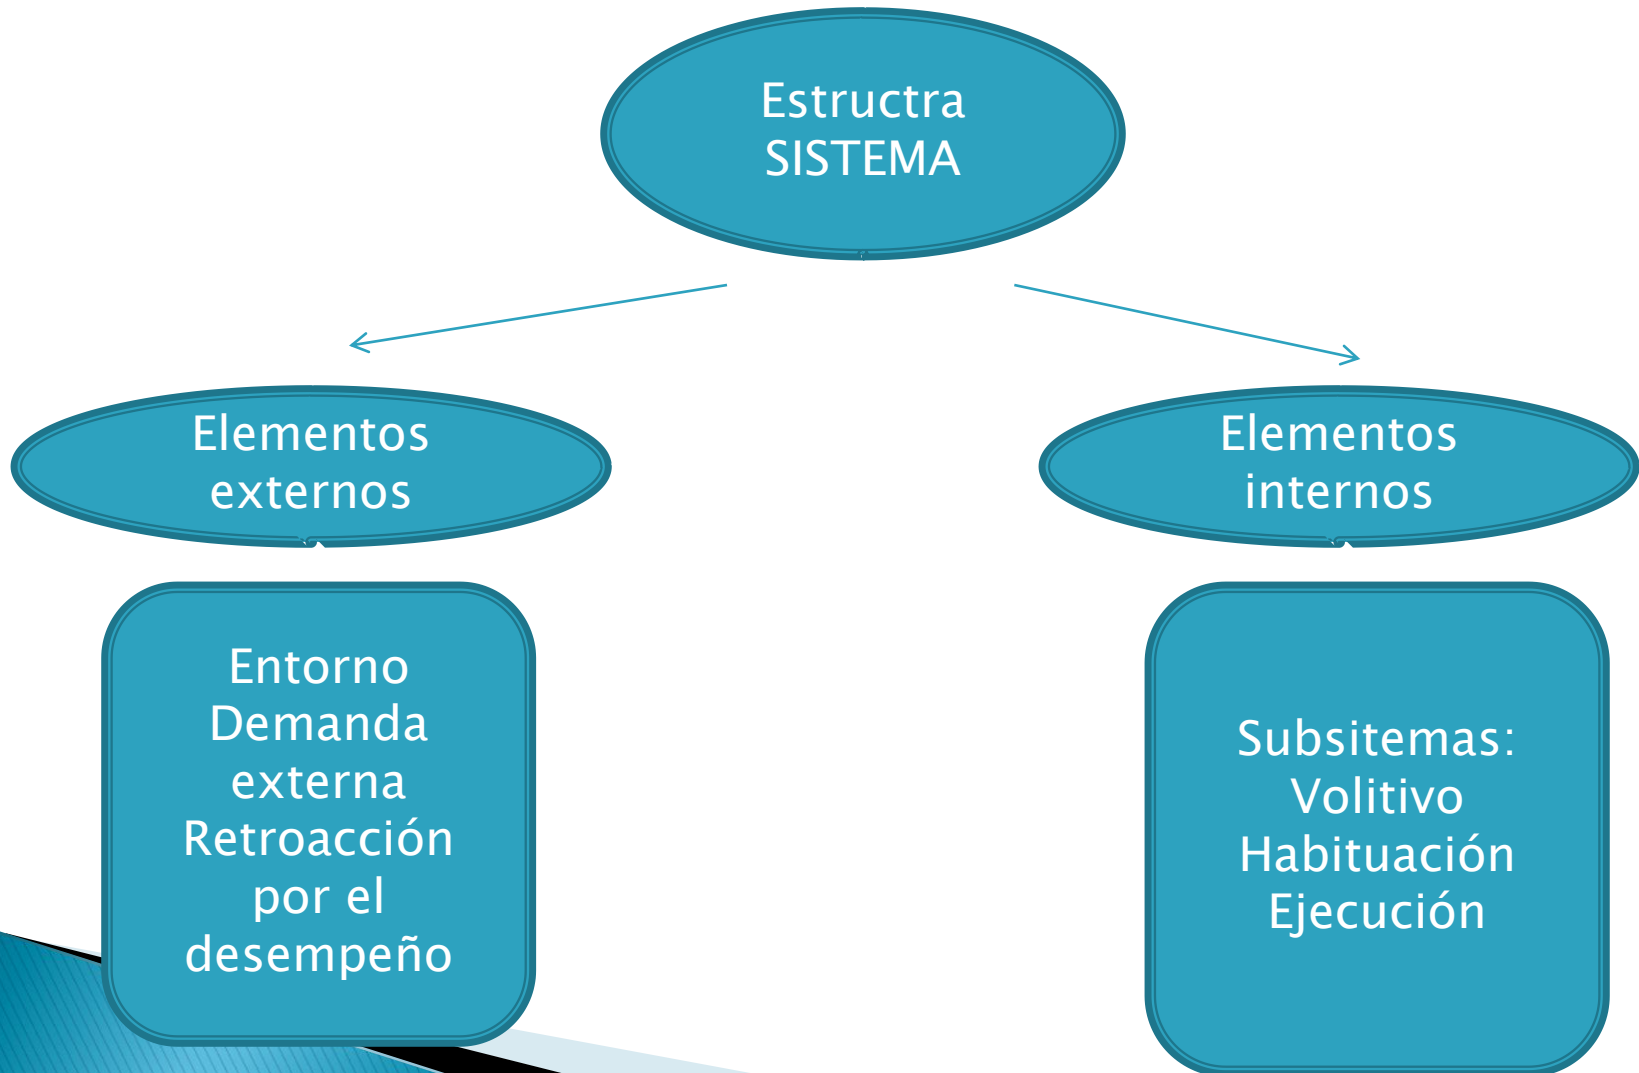 Estructra
SISTEMA
Elementos
externos
Elementos
internos
Entorno
Demanda
externa
Retroacción
por el
desempeño
Subsitemas:
Volitivo
Habituación
Ejecución